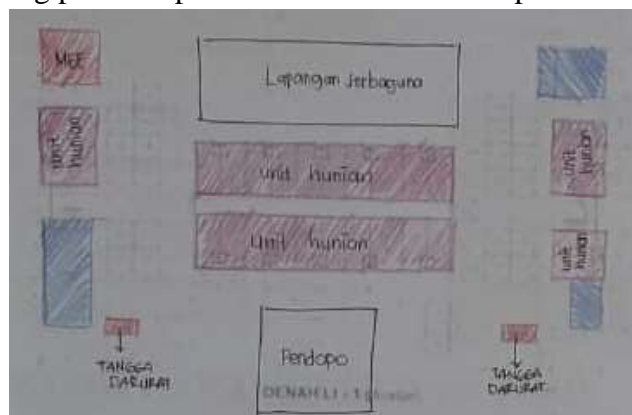 MEE
Lapangan serbaguna
unit hunian
unit hunian
unit hunian
unit hunian
unit hunian
Pendopo
DENAH LT - 1
TANGGA DARURAT
TANGGA DARURAT